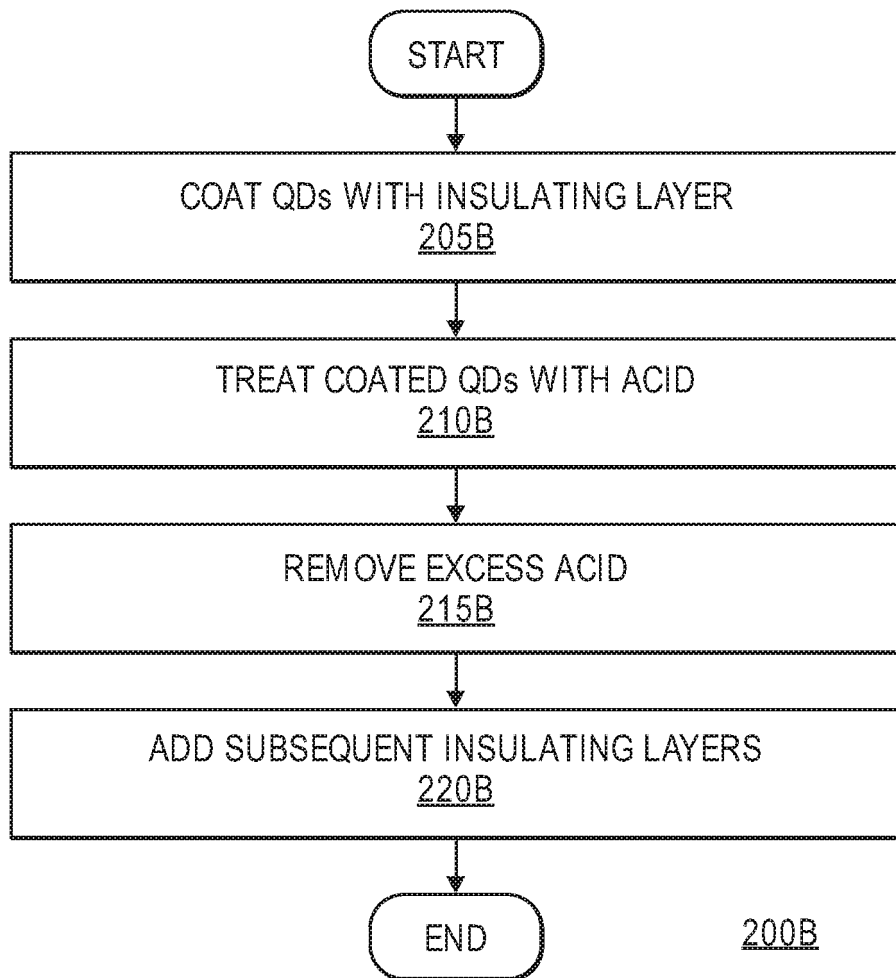 START
COAT QDs WITH INSULATING LAYER
205B
TREAT COATED QDs WITH ACID
210B
REMOVE EXCESS ACID
215B
ADD SUBSEQUENT INSULATING LAYERS
220B
END
200B